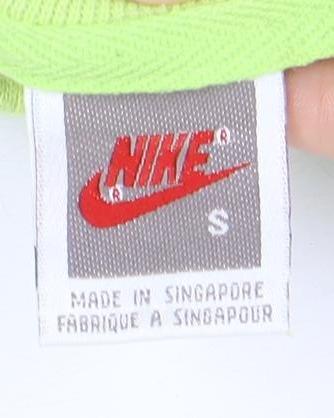 NIKE®
®
S
MADE IN SINGAPORE
FABRIQUE A SINGAPOUR